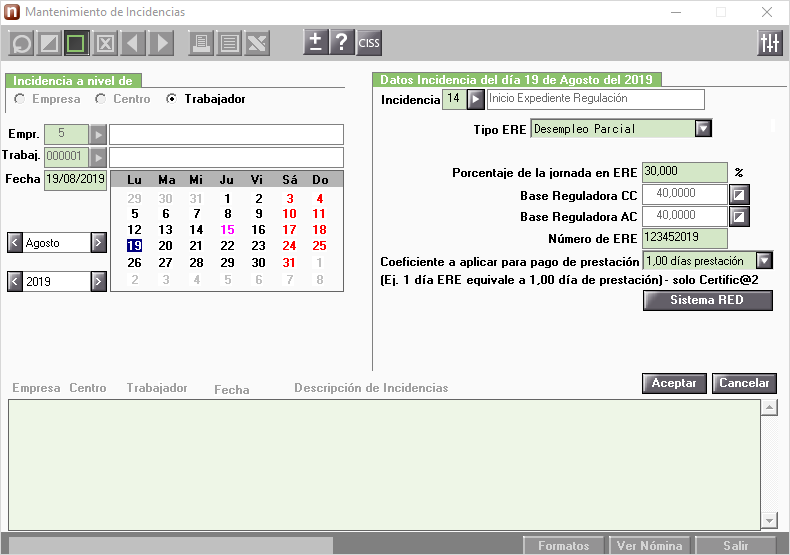 n Mantenimiento de Incidencias
± ? CISS
Incidencia a nivel de
Empresa Centro Trabajador
Empr. 5
Trabaj. 000001
Fecha 19/08/2019
Agosto
2019
Lu Ma Mi Ju Vi Sá Do
29 30 31 1 2 3 4
5 6 7 8 9 10 11
12 13 14 15 16 17 18
19 20 21 22 23 24 25
26 27 28 29 30 31 1
2 3 4 5 6 7 8
Datos Incidencia del día 19 de Agosto del 2019
Incidencia 14 Inicio Expediente Regulación
Tipo ERE Desempleo Parcial
Porcentaje de la jornada en ERE 30,000 %
Base Reguladora CC 40,0000
Base Reguladora AC 40,0000
Número de ERE 123452019
Coeficiente a aplicar para pago de prestación 1,00 días prestación
(Ej. 1 día ERE equivale a 1,00 día de prestación)- solo Certific@2
Sistema RED
Aceptar Cancelar
Empresa Centro Trabajador Fecha Descripción de Incidencias
Formatos Ver Nómina Salir